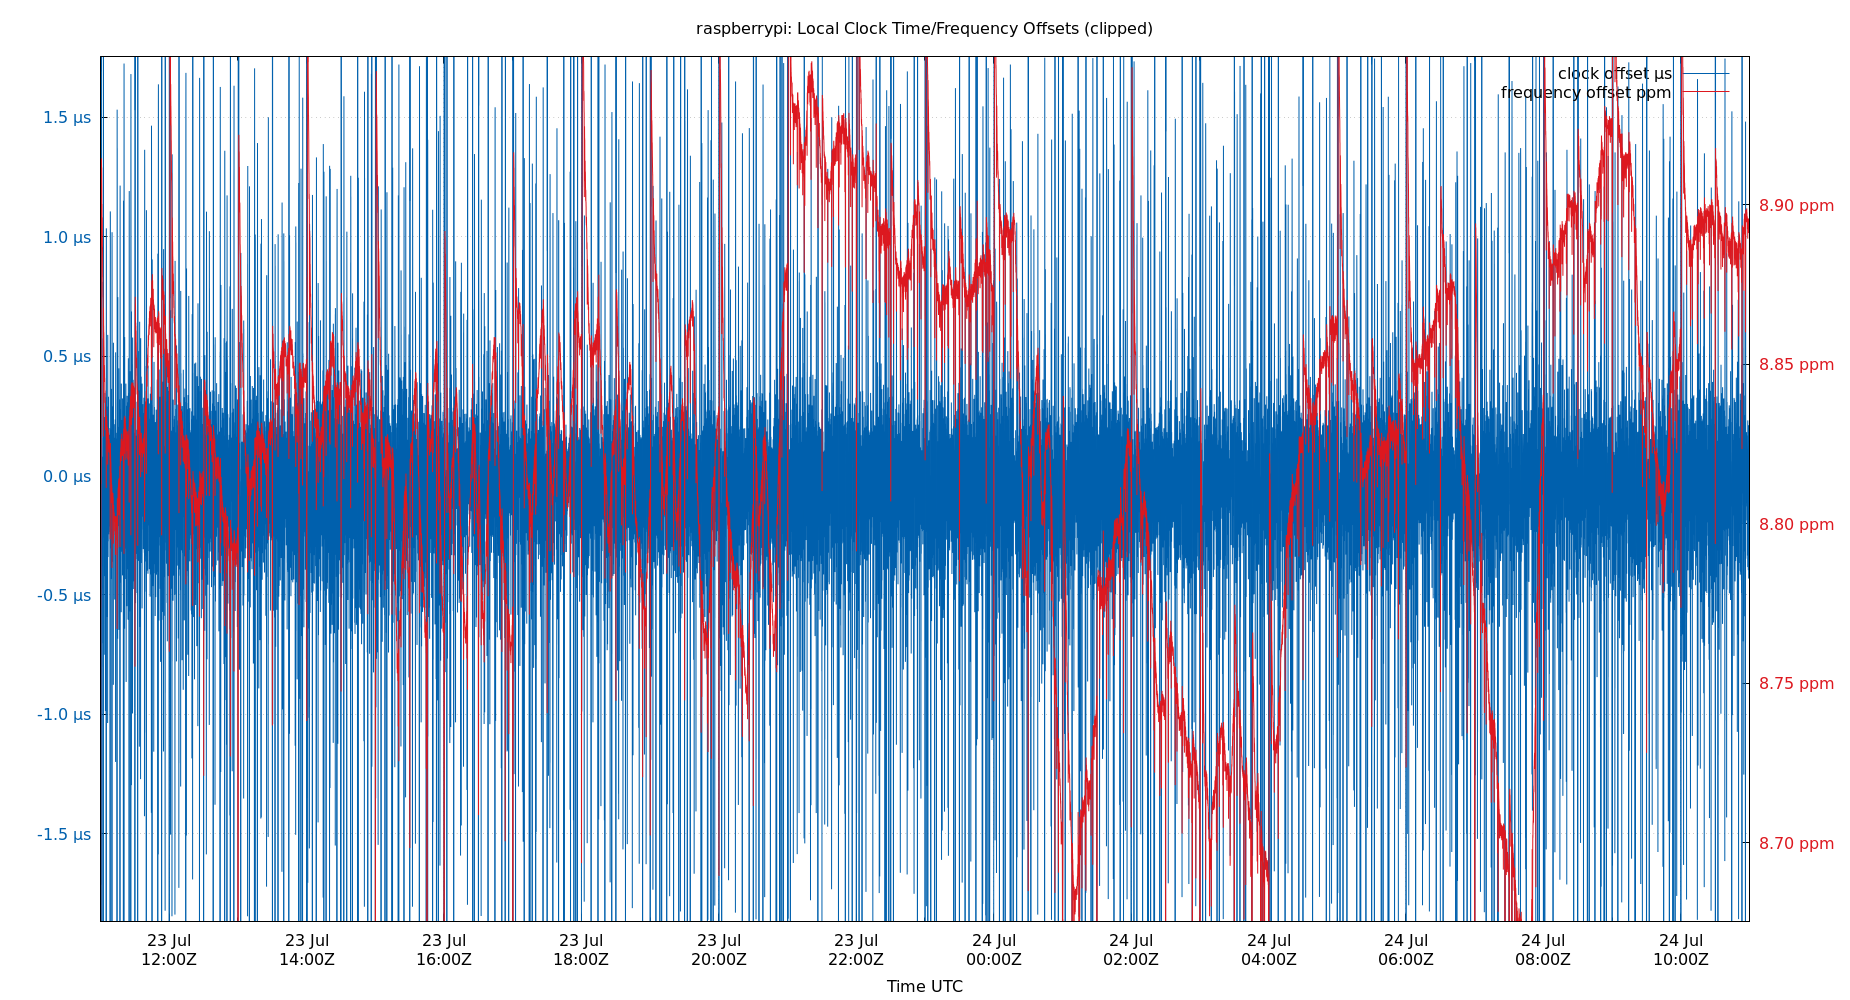 raspberrypi: Local Clock Time/Frequency Offsets (clipped)
clock offset µs
frequency offset ppm
1.5 µs
1.0 µs
0.5 µs
0.0 µs
-0.5 µs
-1.0 µs
-1.5 µs
8.90 ppm
8.85 ppm
8.80 ppm
8.75 ppm
8.70 ppm
23 Jul
12:00Z
23 Jul
14:00Z
23 Jul
16:00Z
23 Jul
18:00Z
23 Jul
20:00Z
23 Jul
22:00Z
24 Jul
00:00Z
24 Jul
02:00Z
24 Jul
04:00Z
24 Jul
06:00Z
24 Jul
08:00Z
24 Jul
10:00Z
Time UTC